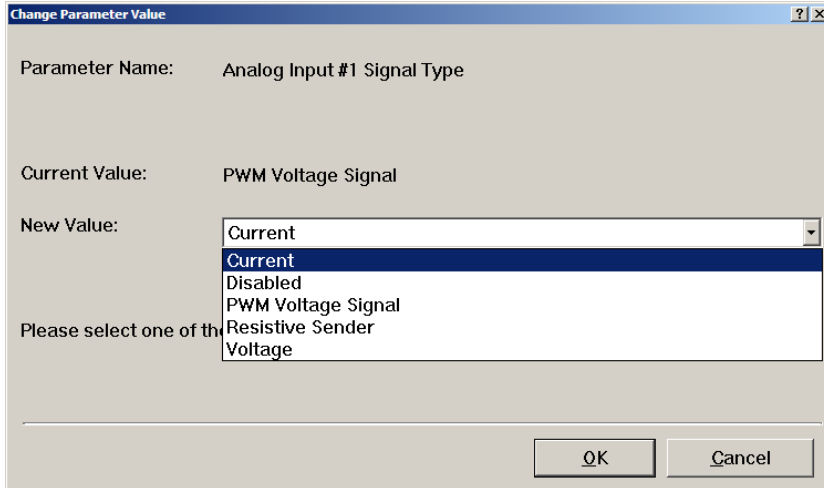 Change Parameter Value
Parameter Name: Analog Input #1 Signal Type
Current Value: PWM Voltage Signal
New Value: Current
Current
Disabled
PWM Voltage Signal
Resistive Sender
Voltage
Please select one of the
OK Cancel